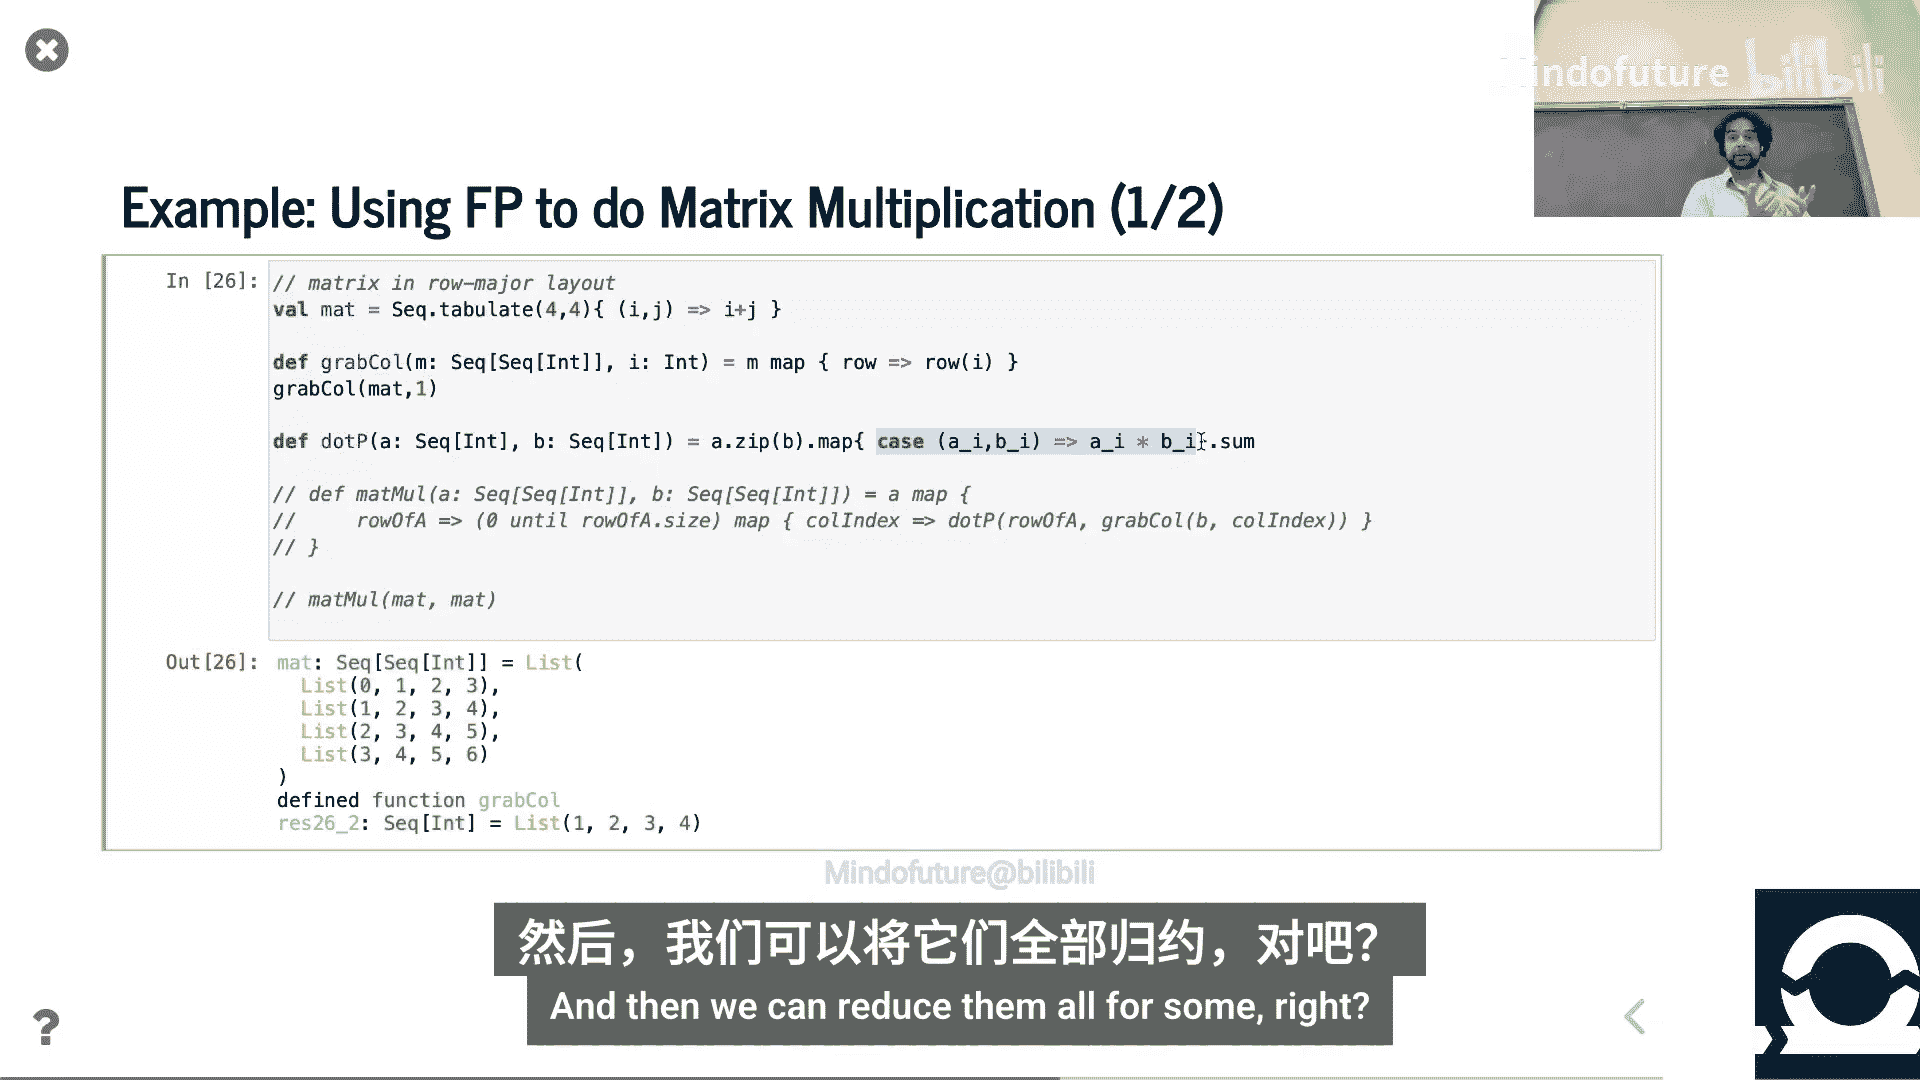 indofuture bilibili
Example: Using FP to do Matrix Multiplication (1/2)
In [26]:
// matrix in row-major layout
val mat = Seq.tabulate(4,4){ (i,j) => i+j }
def grabCol(m: Seq[Seq[Int]], i: Int) = m map { row => row(i) }
grabCol(mat,1)
def dotP(a: Seq[Int], b: Seq[Int]) = a.zip(b).map{ case (a_i,b_i) => a_i * b_i}.sum
// def matMul(a: Seq[Seq[Int]], b: Seq[Seq[Int]]) = a map {
//     rowOfA => (0 until rowOfA.size) map { colIndex => dotP(rowOfA, grabCol(b, colIndex)) }
// }
// matMul(mat, mat)
Out[26]:
mat: Seq[Seq[Int]] = List(
List(0, 1, 2, 3),
List(1, 2, 3, 4),
List(2, 3, 4, 5),
List(3, 4, 5, 6)
)
defined function grabCol
res26_2: Seq[Int] = List(1, 2, 3, 4)
Mindofuture@bilibili
然后，我们可以将它们全部归约，对吧？
And then we can reduce them all for some, right?
?